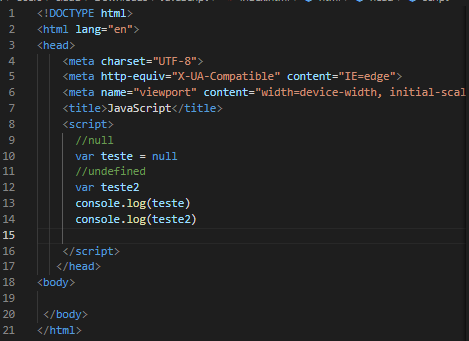 1 <!DOCTYPE html>
2 <html lang="en">
3 <head>
4 <meta charset="UTF-8">
5 <meta http-equiv="X-UA-Compatible" content="IE=edge">
6 <meta name="viewport" content="width=device-width, initial-scal
7 <title>JavaScript</title>
8 <script>
9 //null
10 var teste = null
11 //undefined
12 var teste2
13 console.log(teste)
14 console.log(teste2)
15
16 </script>
17 </head>
18 <body>
19
20 </body>
21 </html>